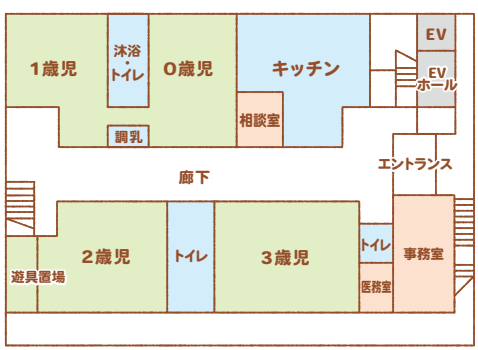 1歳児
沐浴
・
トイレ
0歳児
キッチン
EV
EV
ホール
調乳
相談室
エントランス
廊下
2歳児
トイレ
3歳児
トイレ
事務室
遊具置場
医務室